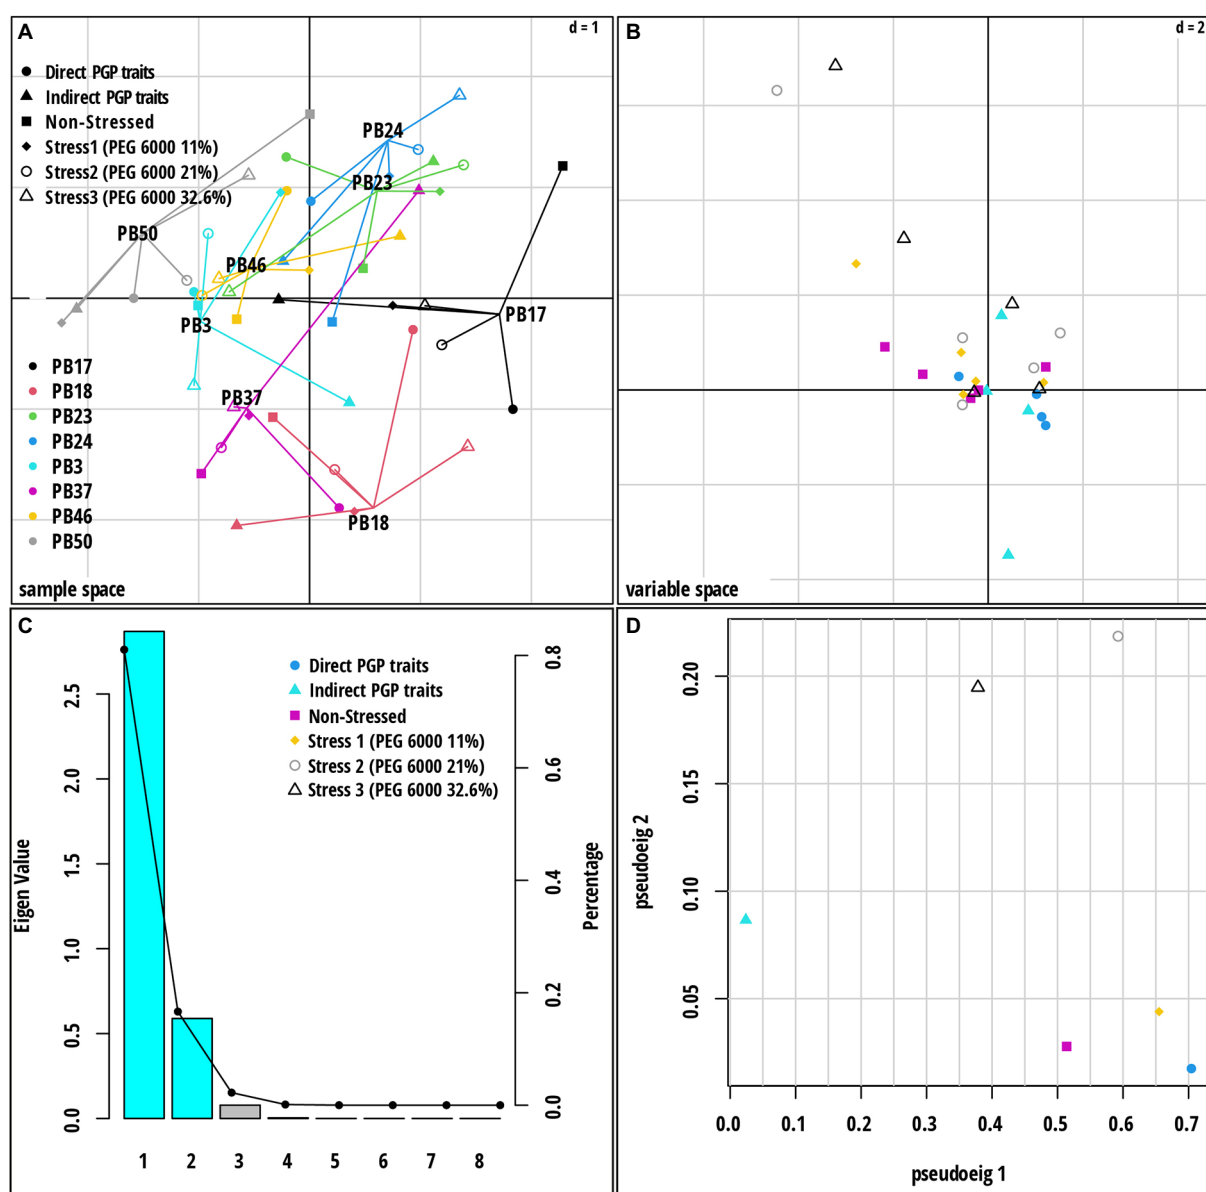 A
d = 1
Direct PGP traits
Indirect PGP traits
Non-Stressed
Stress1 (PEG 6000 11%)
Stress2 (PEG 6000 21%)
Stress3 (PEG 6000 32.6%)
PB24
PB23
PB50
PB46
PB3
PB17
PB37
PB18
PB17
PB18
PB23
PB24
PB3
PB37
PB46
PB50
sample space
B
d = 2
variable space
C
Direct PGP traits
Indirect PGP traits
Non-Stressed
Stress 1 (PEG 6000 11%)
Stress 2 (PEG 6000 21%)
Stress 3 (PEG 6000 32.6%)
Eigen Value
0.0 0.5 1.0 1.5 2.0 2.5
Percentage
0.0 0.2 0.4 0.6 0.8
1 2 3 4 5 6 7 8
D
pseudoeig 2
0.05 0.10 0.15 0.20
0.0 0.1 0.2 0.3 0.4 0.5 0.6 0.7
pseudoeig 1